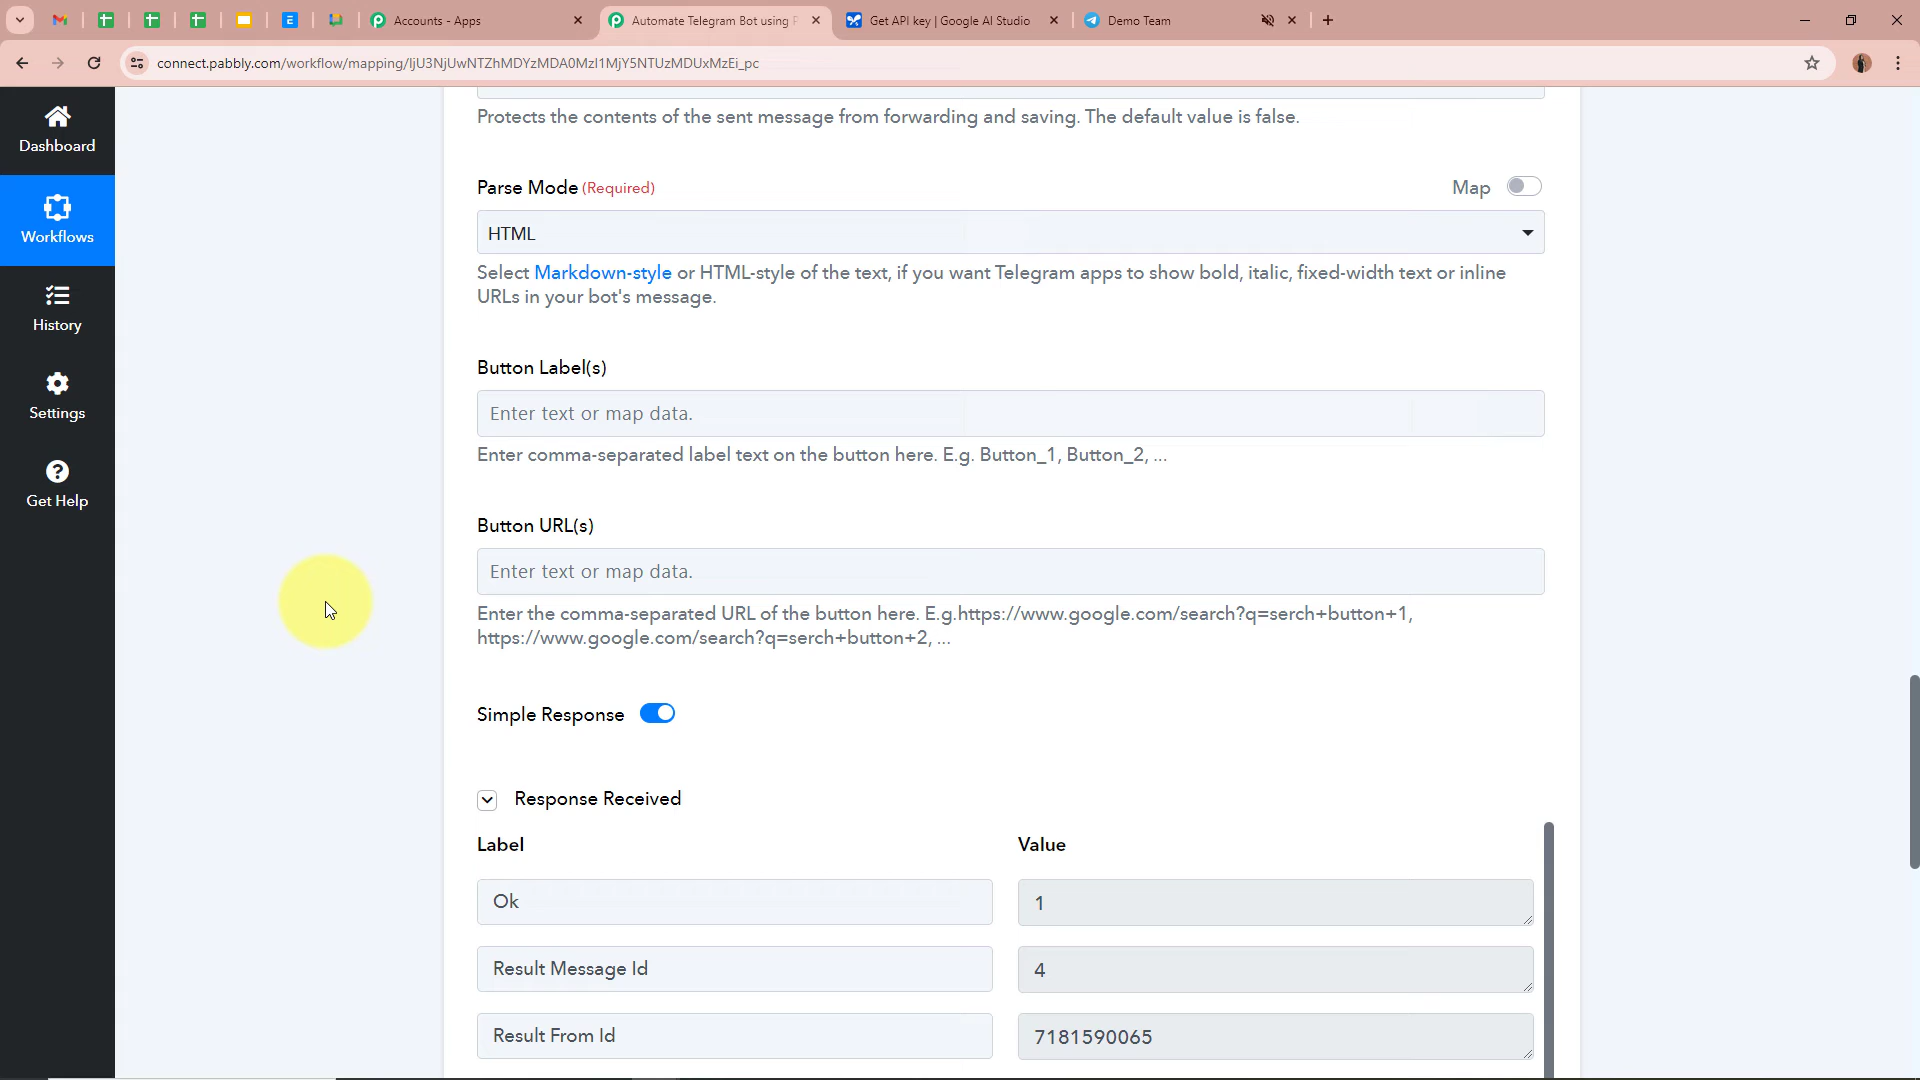 Accounts - Apps
Automate Telegram Bot using
Get API key | Google AI Studio
Demo Team
connect.pabbly.com/workflow/mapping/IjU3NjUwNTZhMDYzMDA0MzI1MjY5NTUzMDUxMzEi_pc
Dashboard
Workflows
History
Settings
Get Help
Protects the contents of the sent message from forwarding and saving. The default value is false.
Parse Mode (Required)
Map
HTML
Select Markdown-style or HTML-style of the text, if you want Telegram apps to show bold, italic, fixed-width text or inline
URLs in your bot's message.
Button Label(s)
Enter text or map data.
Enter comma-separated label text on the button here. E.g. Button_1, Button_2, ...
Button URL(s)
Enter text or map data.
Enter the comma-separated URL of the button here. E.g.https://www.google.com/search?q=serch+button+1,
https://www.google.com/search?q=serch+button+2, ...
Simple Response
Response Received
Label
Value
Ok
1
Result Message Id
4
Result From Id
7181590065